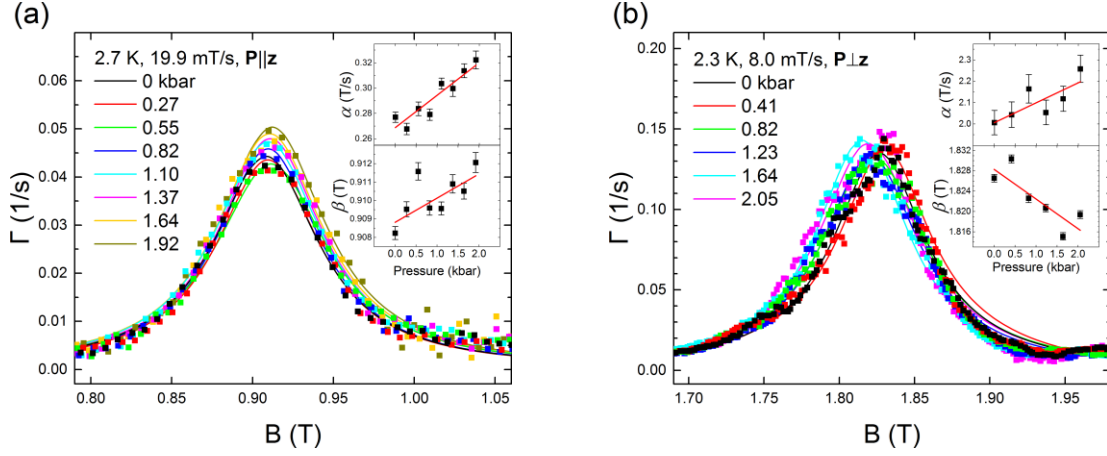 (a)
2.7 K, 19.9 mT/s, P||z
0 kbar
0.27
0.55
0.82
1.10
1.37
1.64
1.92
Γ (1/s)
0.06
0.05
0.04
0.03
0.02
0.01
0.00
0.80 0.85 0.90 0.95 1.00 1.05
B (T)
α (T/s)
0.32
0.30
0.28
0.26
β (T)
0.912
0.911
0.909
0.908
0.0 0.5 1.0 1.5 2.0
Pressure (kbar)
(b)
2.3 K, 8.0 mT/s, P⊥z
0 kbar
0.41
0.82
1.23
1.64
2.05
Γ (1/s)
0.20
0.15
0.10
0.05
0.00
1.70 1.75 1.80 1.85 1.90 1.95
B (T)
α (T/s)
2.3
2.2
2.1
2.0
β (T)
1.832
1.828
1.824
1.820
1.816
0.0 0.5 1.0 1.5 2.0
Pressure (kbar)